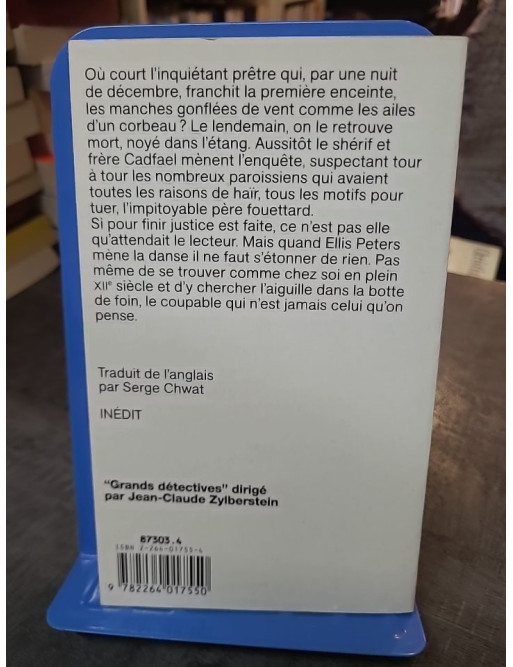 Où court l'inquiétant prêtre qui, par une nuit
de décembre, franchit la première enceinte,
les manches gonflées de vent comme les ailes
d'un corbeau ? Le lendemain, on le retrouve
mort, noyé dans l'étang. Aussitôt le shérif et
frère Cadfael mènent l'enquête, suspectant tour
à tour les nombreux paroissiens qui avaient
toutes les raisons de haïr, tous les motifs pour
tuer, l'impitoyable père fouettard.
Si pour finir justice est faite, ce n'est pas elle
qu'attendait le lecteur. Mais quand Ellis Peters
mène la danse il ne faut s'étonner de rien. Pas
même de se trouver comme chez soi en plein
XIIe siècle et d'y chercher l'aiguille dans la botte
de foin, le coupable qui n'est jamais celui qu'on
pense.
Traduit de l'anglais
par Serge Chwat
INÉDIT
"Grands détectives" dirigé
par Jean-Claude Zylberstein
87303.4
ISBN 2-264-01755-4
9 782264 017550